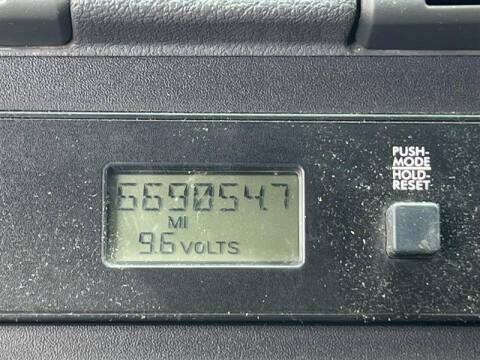 669054.7
MI
9.6 VOLTS
PUSH-
MODE
HOLD-
RESET